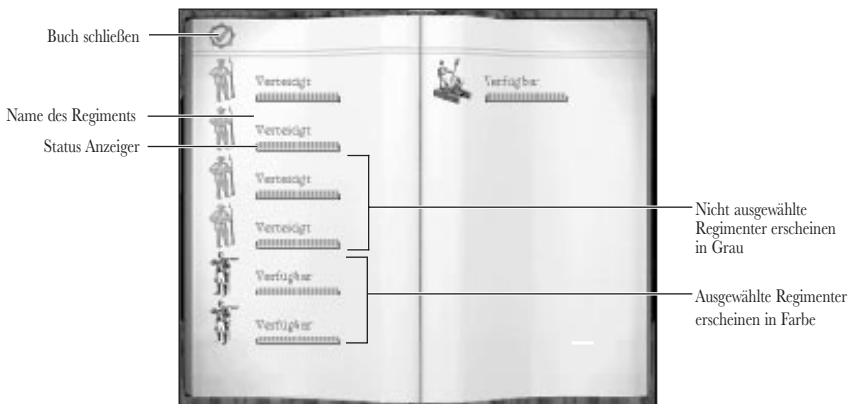 Buch schließen
Name des Regiments
Status Anzeiger
Verteidigt
Verteidigt
Verteidigt
Verteidigt
Verfügbar
Verfügbar
Verfügbar
Nicht ausgewählte
Regimenter erscheinen
in Grau
Ausgewählte Regimenter
erscheinen in Farbe